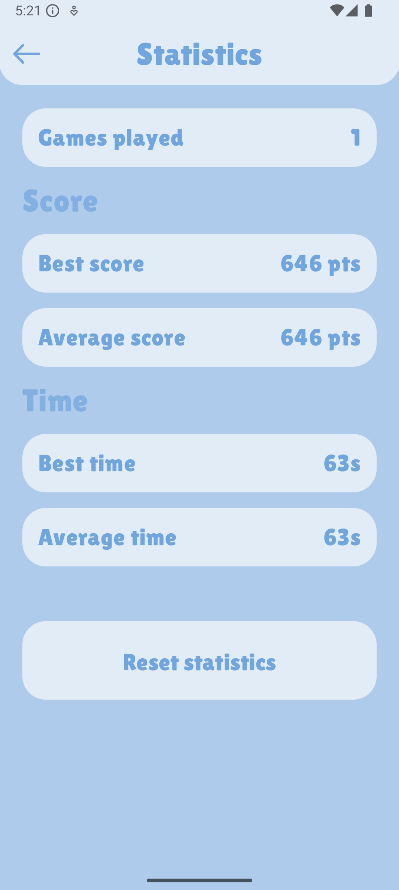 5:21
Statistics
Games played 1
Score
Best score 646 pts
Average score 646 pts
Time
Best time 63s
Average time 63s
Reset statistics